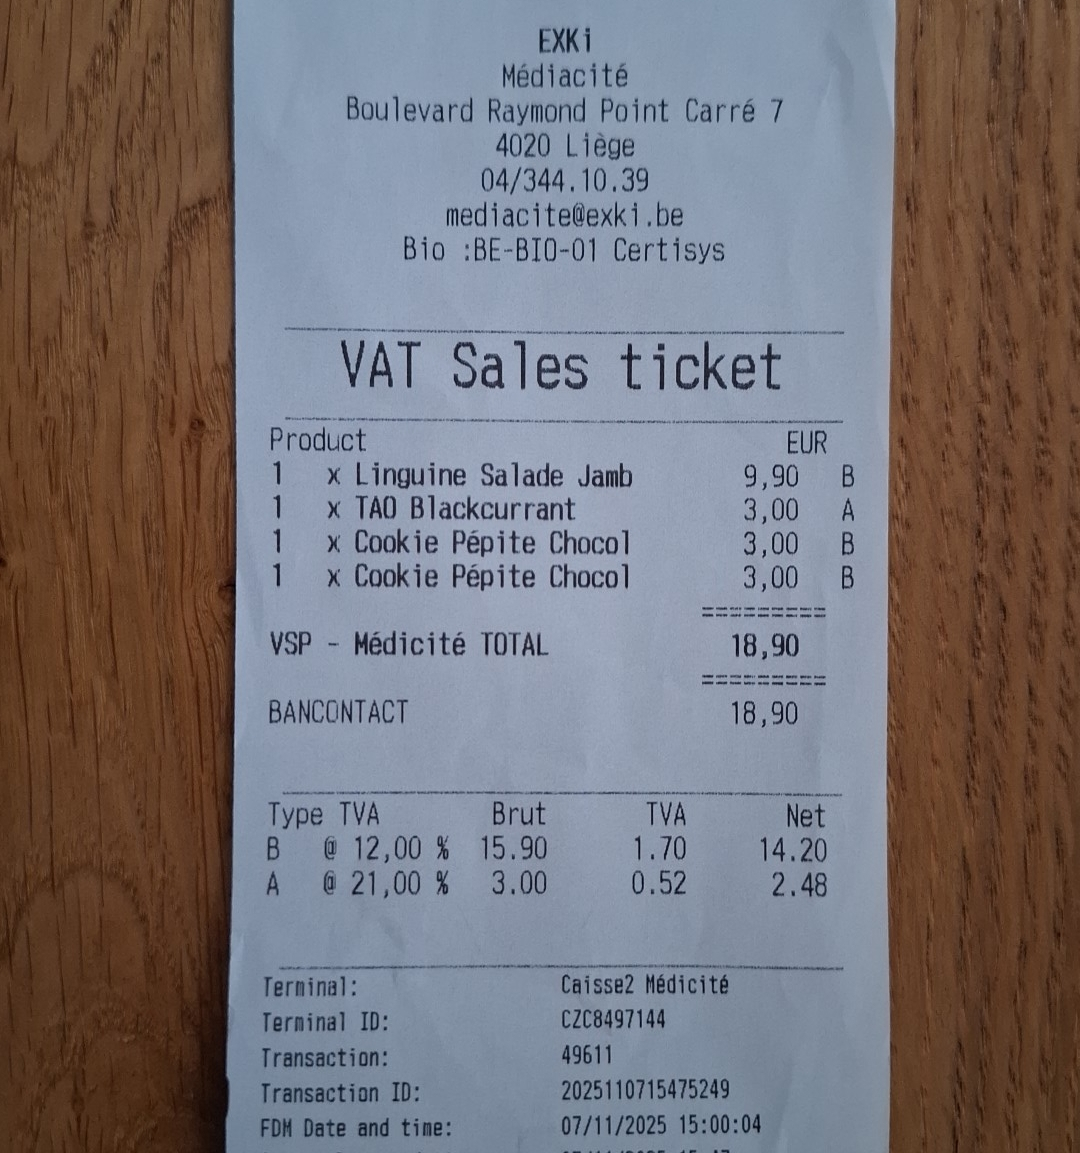 EXKi
Médiacité
Boulevard Raymond Point Carré 7
4020 Liège
04/344.10.39
mediacite@exki.be
Bio :BE-BIO-01 Certisys
VAT Sales ticket
Product EUR
1 x Linguine Salade Jamb 9,90 B
1 x TAO Blackcurrant 3,00 A
1 x Cookie Pépite Chocol 3,00 B
1 x Cookie Pépite Chocol 3,00 B
=========
VSP - Médicité TOTAL 18,90
=========
BANCONTACT 18,90
Type TVA Brut TVA Net
B @ 12,00 % 15.90 1.70 14.20
A @ 21,00 % 3.00 0.52 2.48
Terminal: Caisse2 Médicité
Terminal ID: CZC8497144
Transaction: 49611
Transaction ID: 2025110715475249
FDM Date and time: 07/11/2025 15:00:04